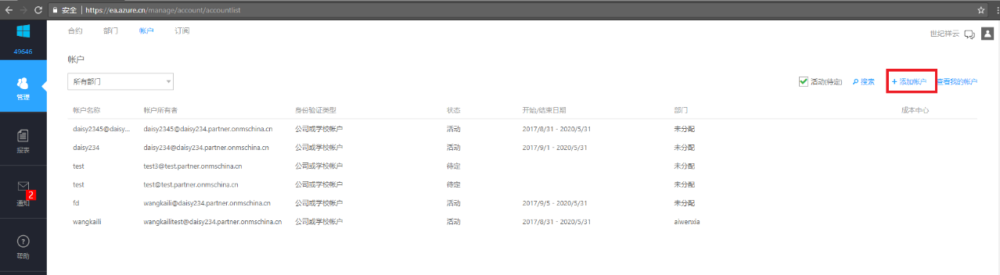 安全 | https://ea.azure.cn/manage/account/accountlist
49646
管理
报表
2
通知
?
帮助
合约 部门 帐户 订阅
世纪祥云
帐户
所有部门
活动(待定) 搜索 + 添加帐户 查看我的帐户
帐户名称 帐户所有者 身份验证类型 状态 开始/结束日期 部门 成本中心
daisy2345@daisy... daisy2345@daisy234.partner.onmschina.cn 公司或学校帐户 活动 2017/8/31 - 2020/5/31 未分配
daisy234 daisy234@daisy234.partner.onmschina.cn 公司或学校帐户 活动 2017/9/1 - 2020/5/31 未分配
test test3@test.partner.onmschina.cn 公司或学校帐户 待定 未分配
test test@test.partner.onmschina.cn 公司或学校帐户 待定 未分配
fd wangkaili@daisy234.partner.onmschina.cn 公司或学校帐户 活动 2017/9/5 - 2020/5/31 未分配
wangkaili wangkailitest@daisy234.partner.onmschina.cn 公司或学校帐户 活动 2017/8/31 - 2020/5/31 aiwenxia